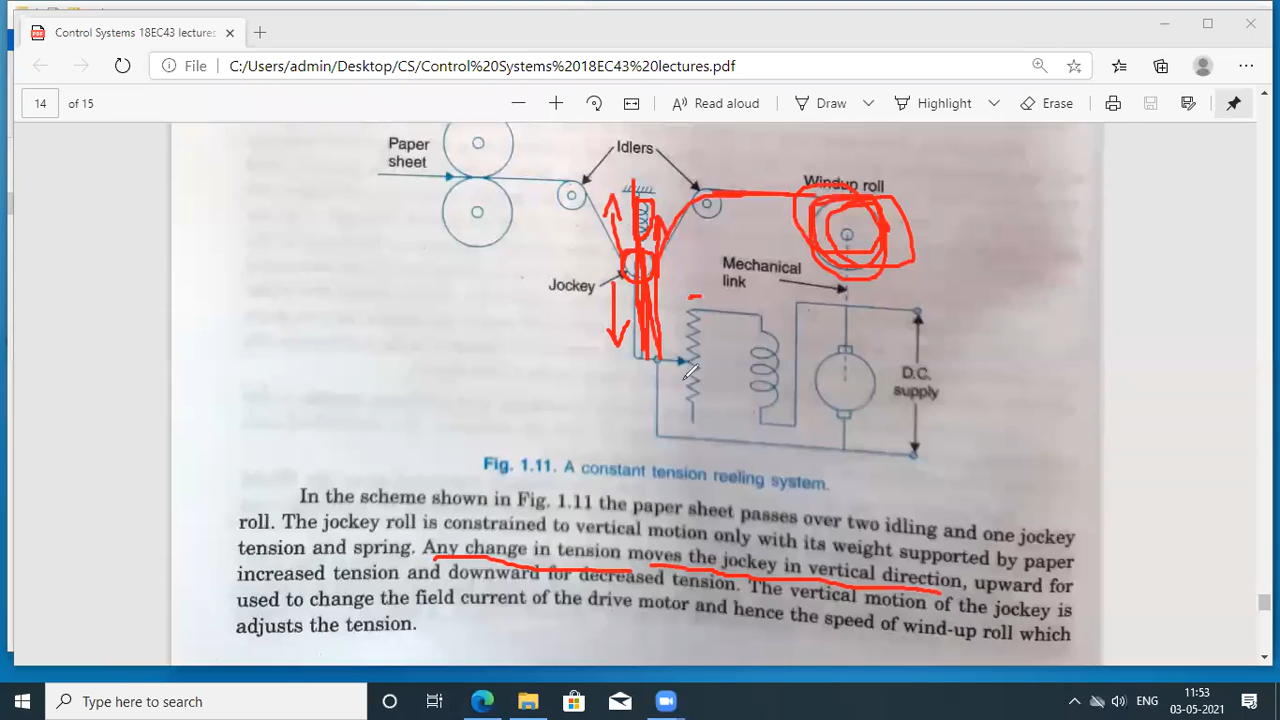 Control Systems 18EC43 lectures
File
C:/Users/admin/Desktop/CS/Control%20Systems%2018EC43%20lectures.pdf
14 of 15
Read aloud
Draw
Highlight
Erase
Paper
sheet
Idlers
Windup roll
Jockey
Mechanical
link
D.C.
supply
Fig. 1.11. A constant tension reeling system.
In the scheme shown in Fig. 1.11 the paper sheet passes over two idling and one jockey
roll. The jockey roll is constrained to vertical motion only with its weight supported by paper
tension and spring. Any change in tension moves the jockey in vertical direction, upward for
increased tension and downward for decreased tension. The vertical motion of the jockey is
used to change the field current of the drive motor and hence the speed of wind-up roll which
adjusts the tension.
Type here to search
ENG
11:53
03-05-2021